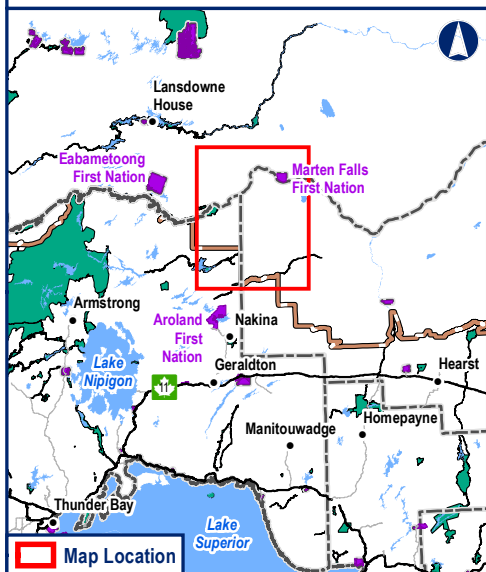 Lansdowne
House
Eabametoong
First Nation
Marten Falls
First Nation
Armstrong
Aroland
First
Nation
Nakina
Lake
Nipigon
Geraldton
11
Hearst
Manitouwadge
Homepayne
Thunder Bay
Lake
Superior
Map Location